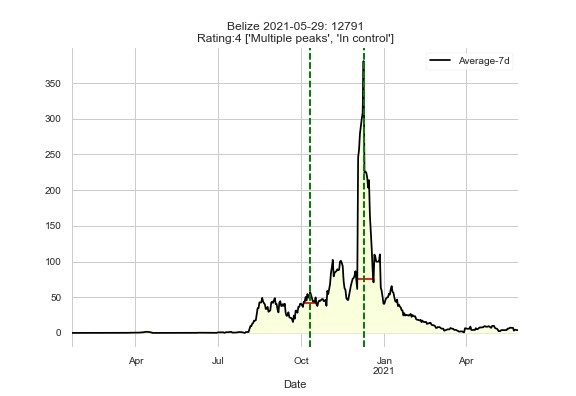 Belize 2021-05-29: 12791
Rating:4 ['Multiple peaks', 'In control']
Average-7d
350
300
250
200
150
100
50
0
Apr
Jul
Oct
Jan
2021
Apr
Date